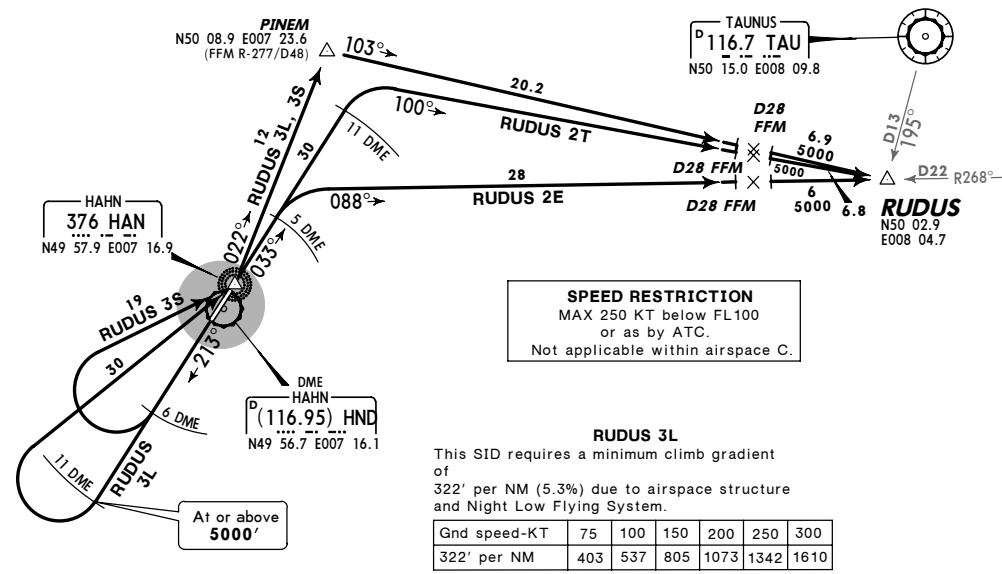 PINEM
N50 08.9 E007 23.6
(FFM R-277/D48)
103°
20.2
TAUNUS
D 116.7 TAU
N50 15.0 E008 09.8
100°
RUDUS 2T
11 DME
30
12
RUDUS 3L, 3S
D28
FFM
D28 FFM
D28 FFM
6.9
5000
5000
6
5000
6.8
D13
195°
D22 R268°
RUDUS
N50 02.9
E008 04.7
28
RUDUS 2E
088°
5 DME
HAHN
376 HAN
N49 57.9 E007 16.9
022°
033°
19
RUDUS 3S
30
213°
SPEED RESTRICTION
MAX 250 KT below FL100
or as by ATC.
Not applicable within airspace C.
DME
HAHN
D (116.95) HND
N49 56.7 E007 16.1
6 DME
11 DME
RUDUS
3L
At or above
5000'
RUDUS 3L
This SID requires a minimum climb gradient
of
322' per NM (5.3%) due to airspace structure
and Night Low Flying System.
Gnd speed-KT 75 100 150 200 250 300
322' per NM 403 537 805 1073 1342 1610